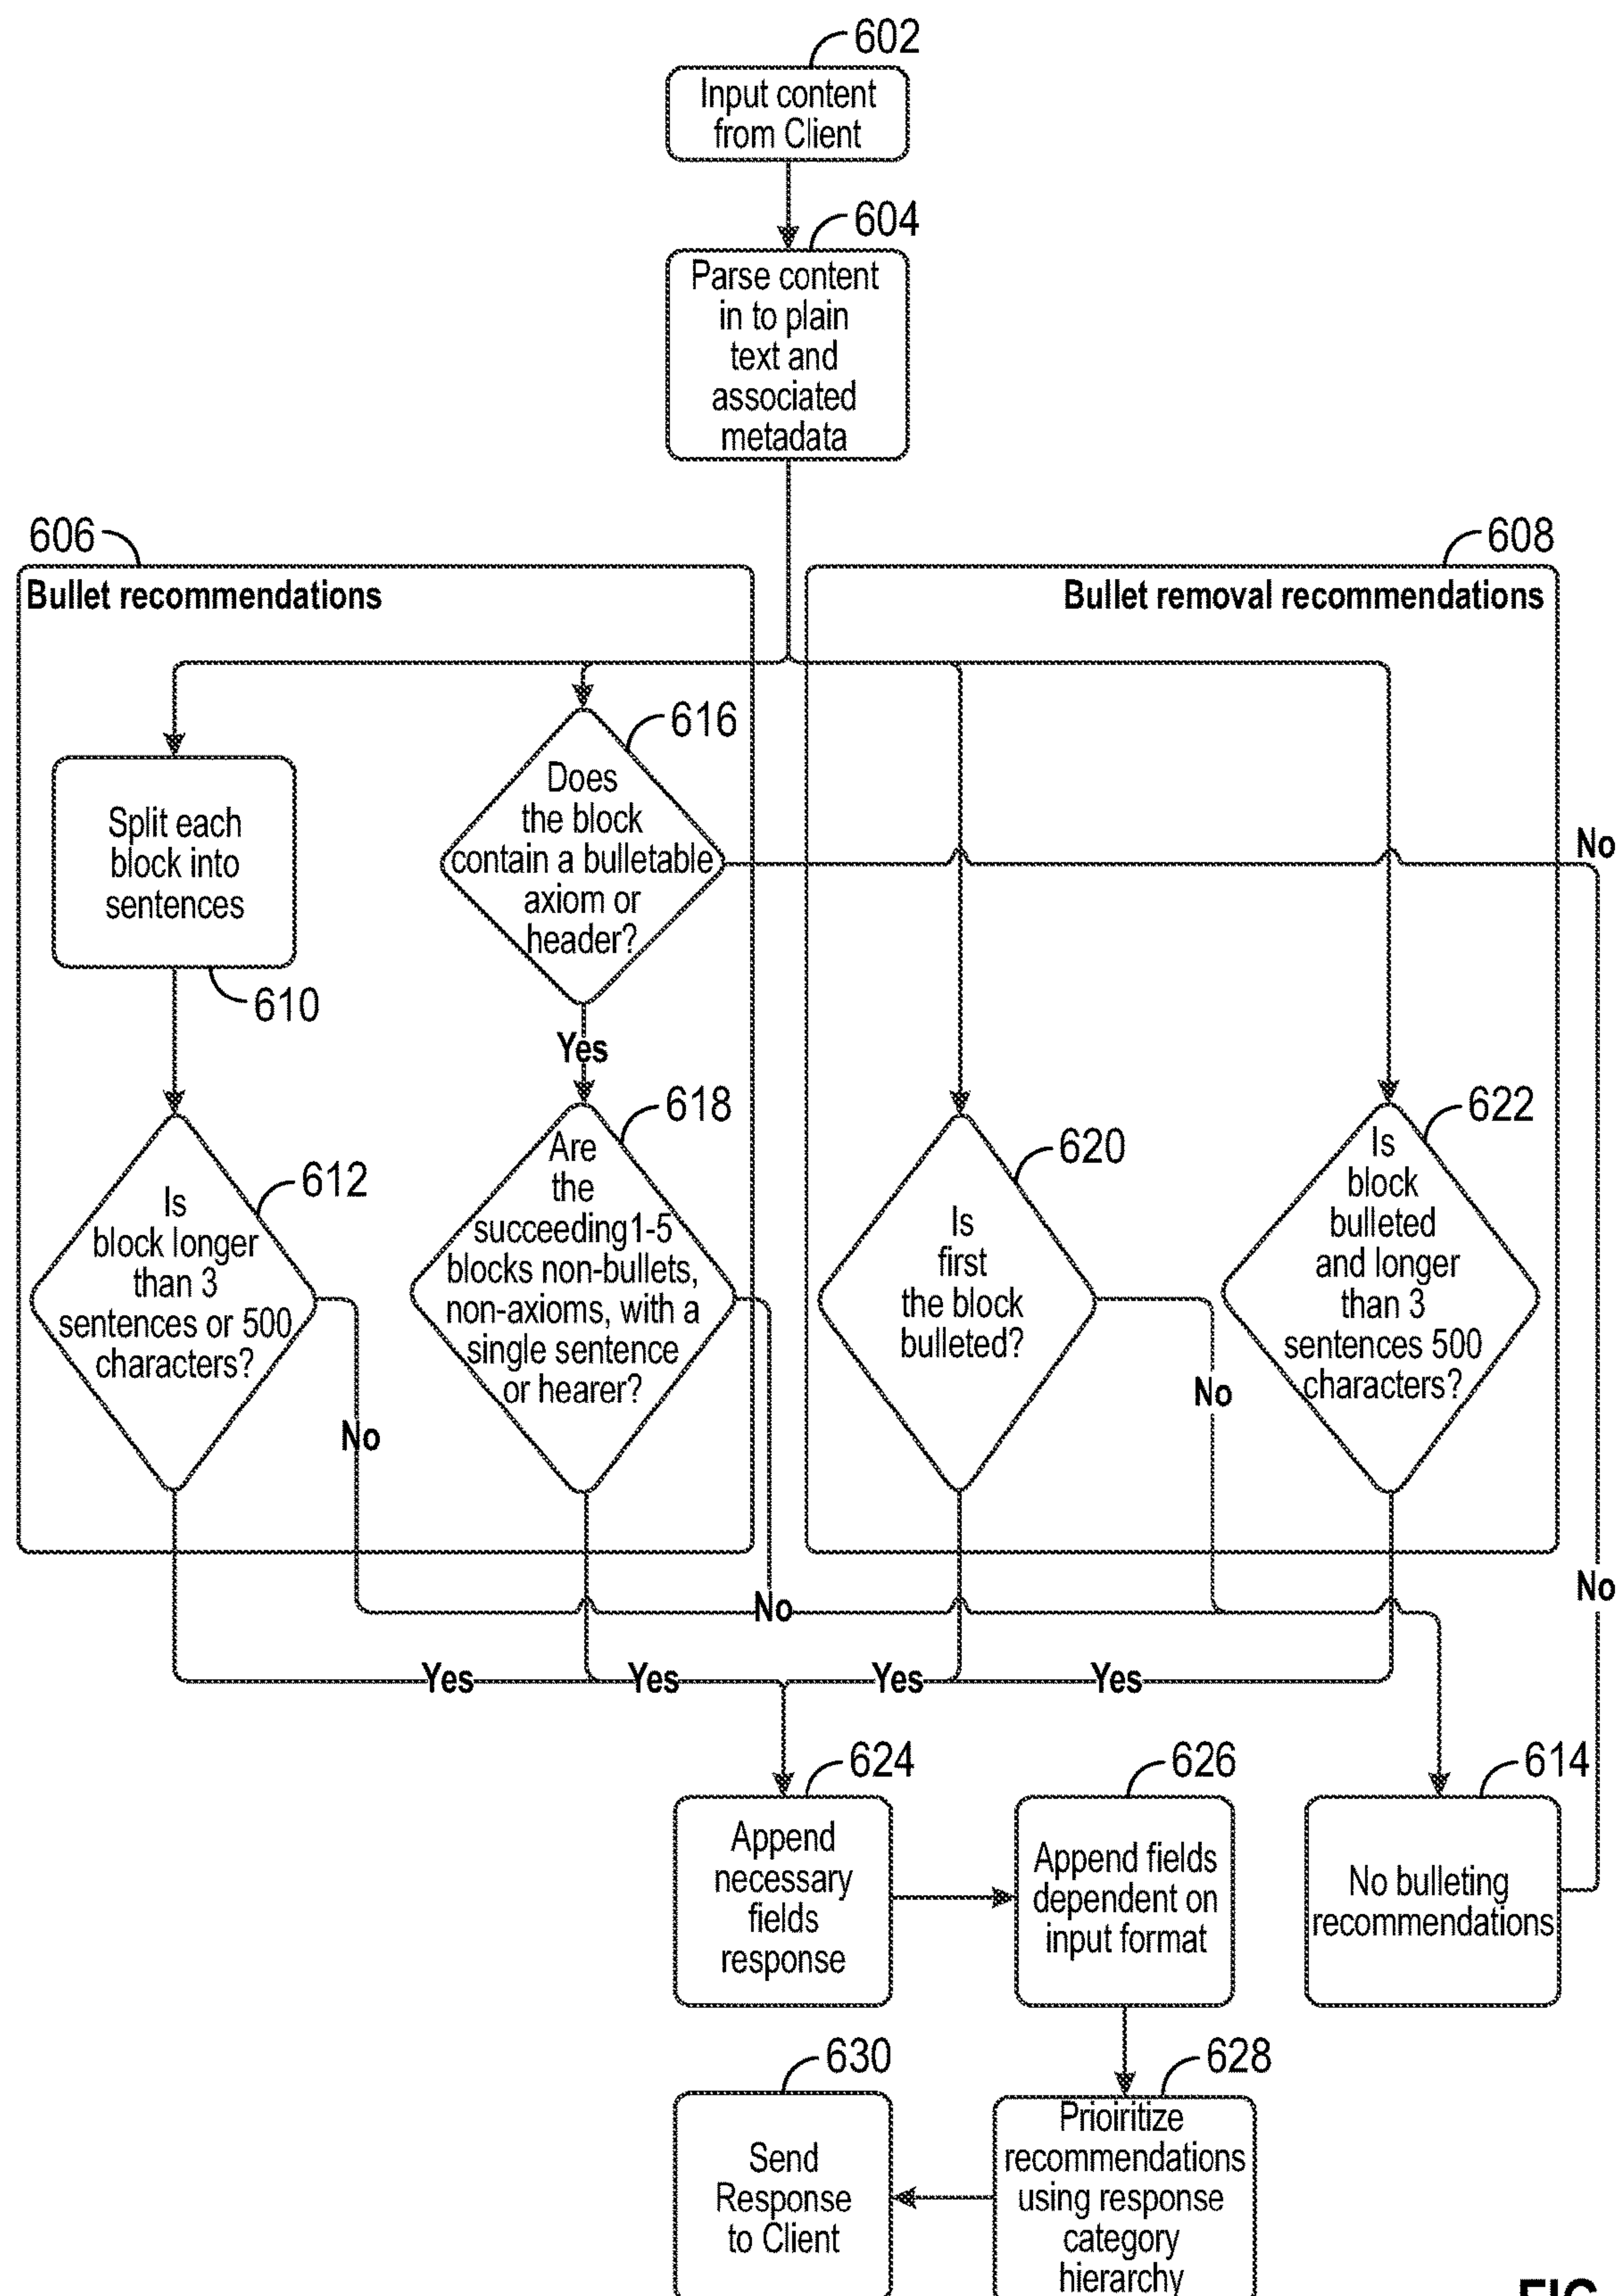 602
Input content
from Client
604
Parse content
in to plain
text and
associated
metadata
606
Bullet recommendations
608
Bullet removal recommendations
616
Does
the block
contain a bulletable
axiom or
header?
No
Split each
block into
sentences
610
Yes
612
Is
block longer
than 3
sentences or 500
characters?
618
Are
the
succeeding1-5
blocks non-bullets,
non-axioms, with a
single sentence
or hearer?
620
Is
first
the block
bulleted?
622
Is
block
bulleted
and longer
than 3
sentences 500
characters?
No
No
No
No
Yes
Yes
Yes
Yes
624
Append
necessary
fields
response
626
Append fields
dependent on
input format
614
No bulleting
recommendations
630
Send
Response
to Client
628
Prioiritize
recommendations
using response
category
hierarchy
FIG